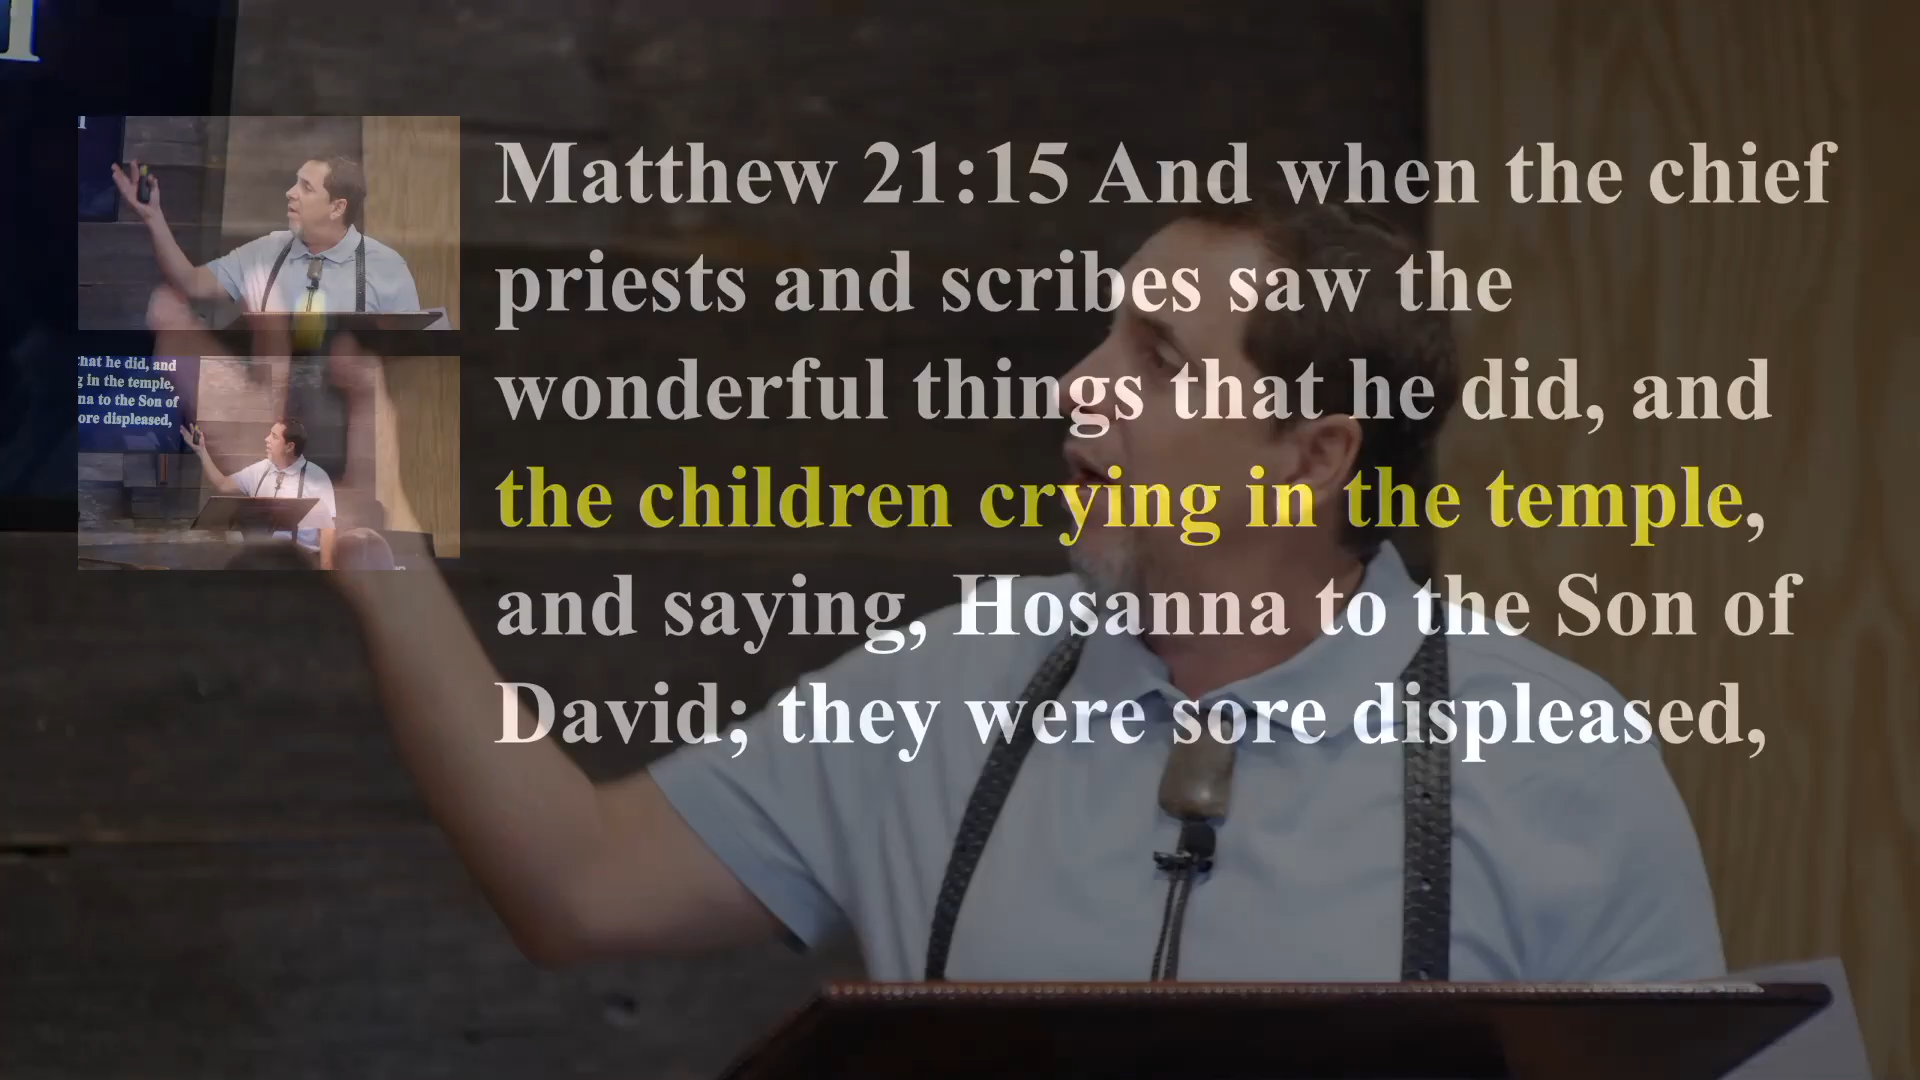 Matthew 21:15 And when the chief
priests and scribes saw the
wonderful things that he did, and
the children crying in the temple,
and saying, Hosanna to the Son of
David; they were sore displeased,
that he did, and
in the temple,
na to the Son of
ore displeased,